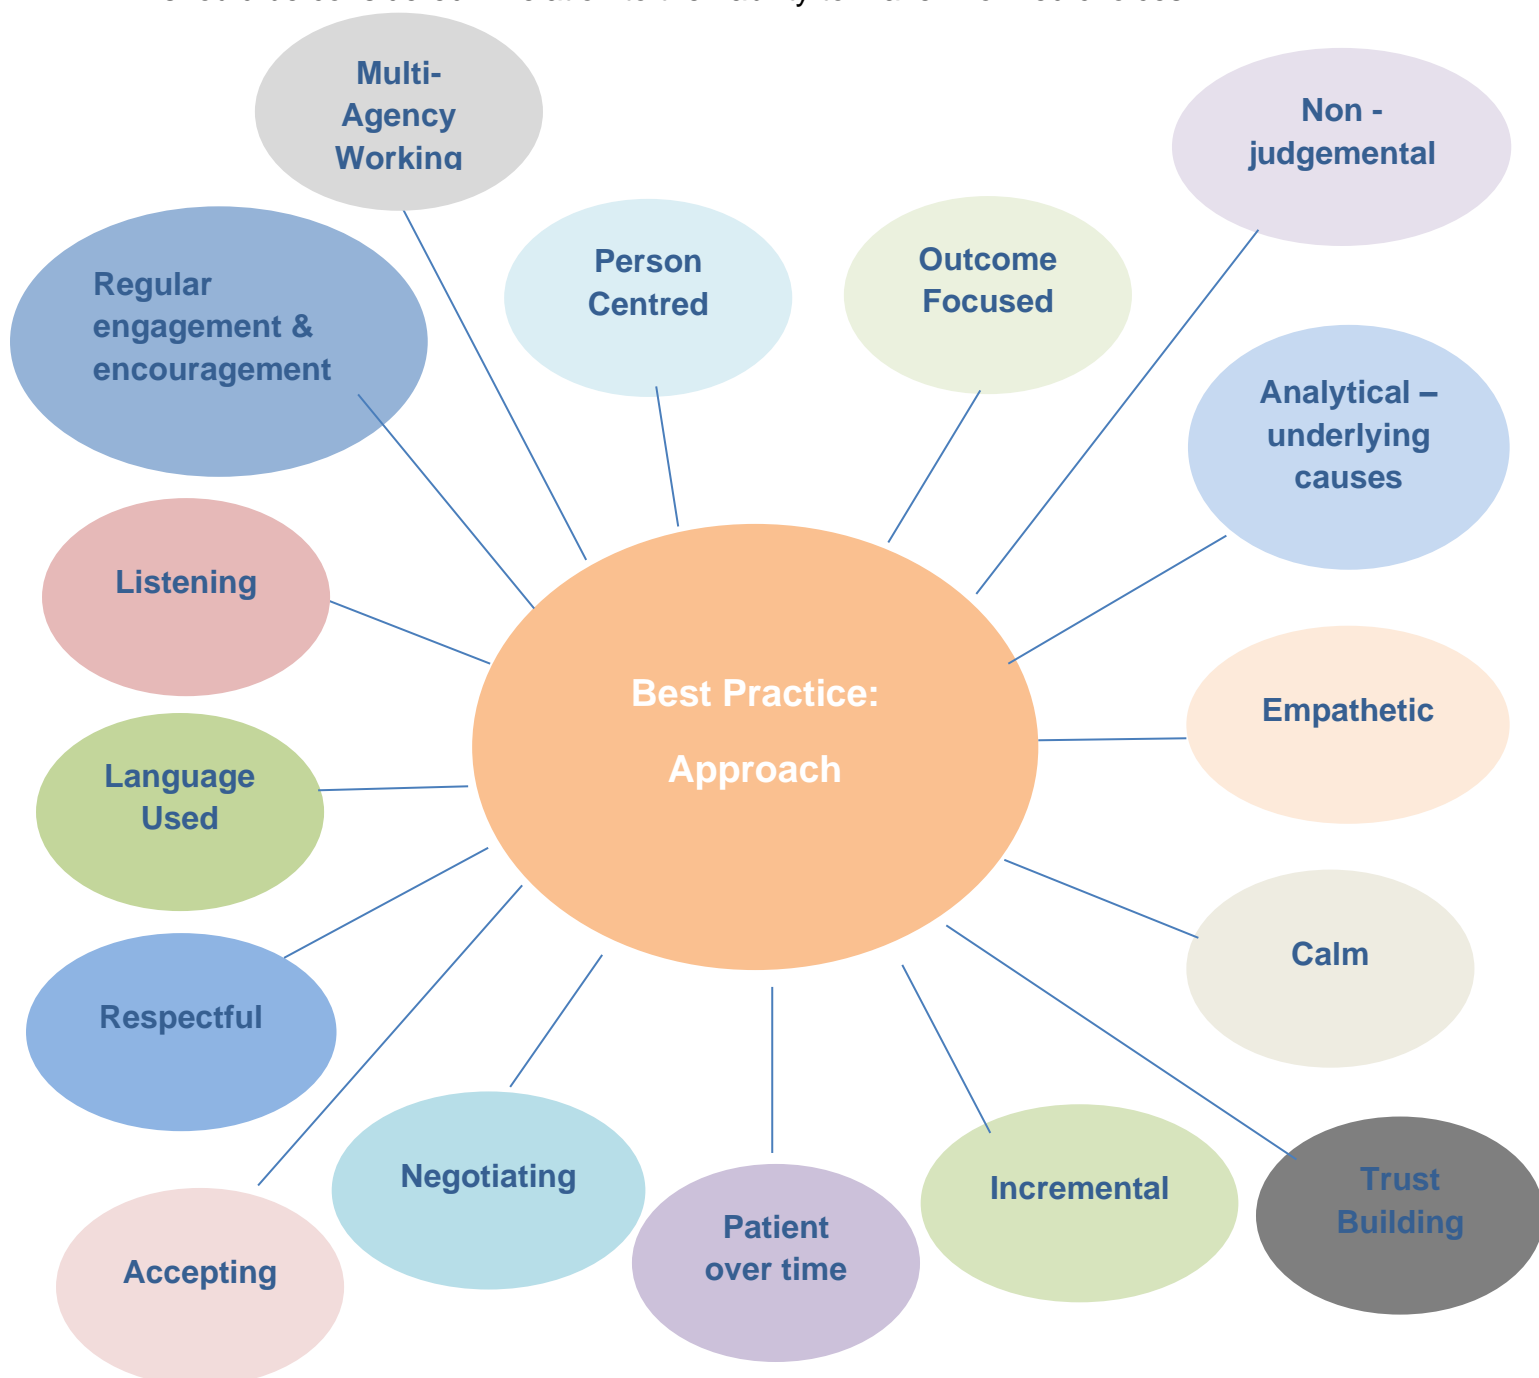 Multi-
Agency
Working
Non -
judgemental
Person
Centred
Outcome
Focused
Regular
engagement &
encouragement
Analytical –
underlying
causes
Listening
Best Practice:
Approach
Empathetic
Language
Used
Calm
Respectful
Negotiating
Incremental
Trust
Building
Patient
over time
Accepting